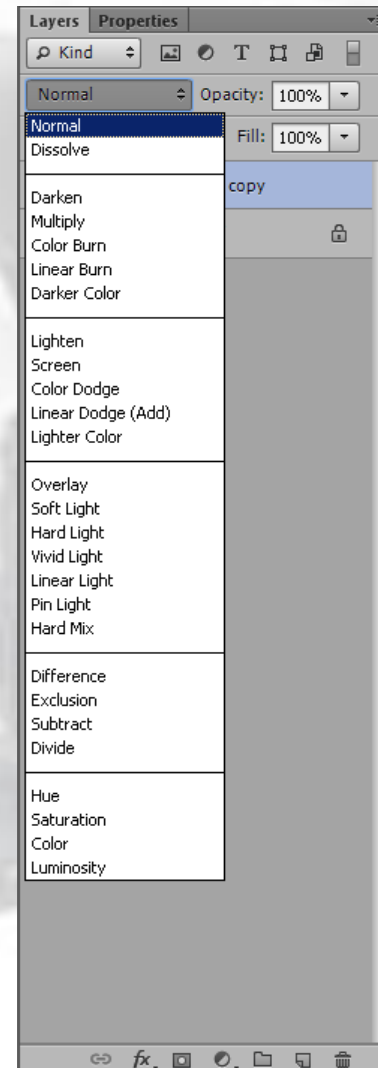 Layers Properties
Kind
Normal Opacity: 100%
Normal
Fill: 100%
Dissolve
copy
Darken
Multiply
Color Burn
Linear Burn
Darker Color
Lighten
Screen
Color Dodge
Linear Dodge (Add)
Lighter Color
Overlay
Soft Light
Hard Light
Vivid Light
Linear Light
Pin Light
Hard Mix
Difference
Exclusion
Subtract
Divide
Hue
Saturation
Color
Luminosity
fx